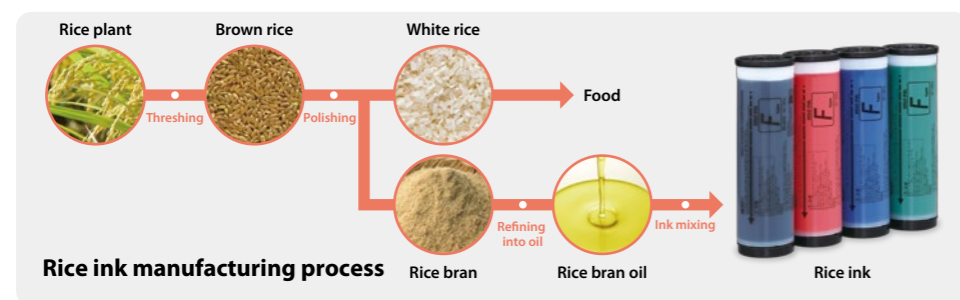 Rice plant
Brown rice
White rice
Threshing
Polishing
Food
Refining
into oil
Ink mixing
Rice ink manufacturing process
Rice bran
Rice bran oil
Rice ink
F
F
F
F